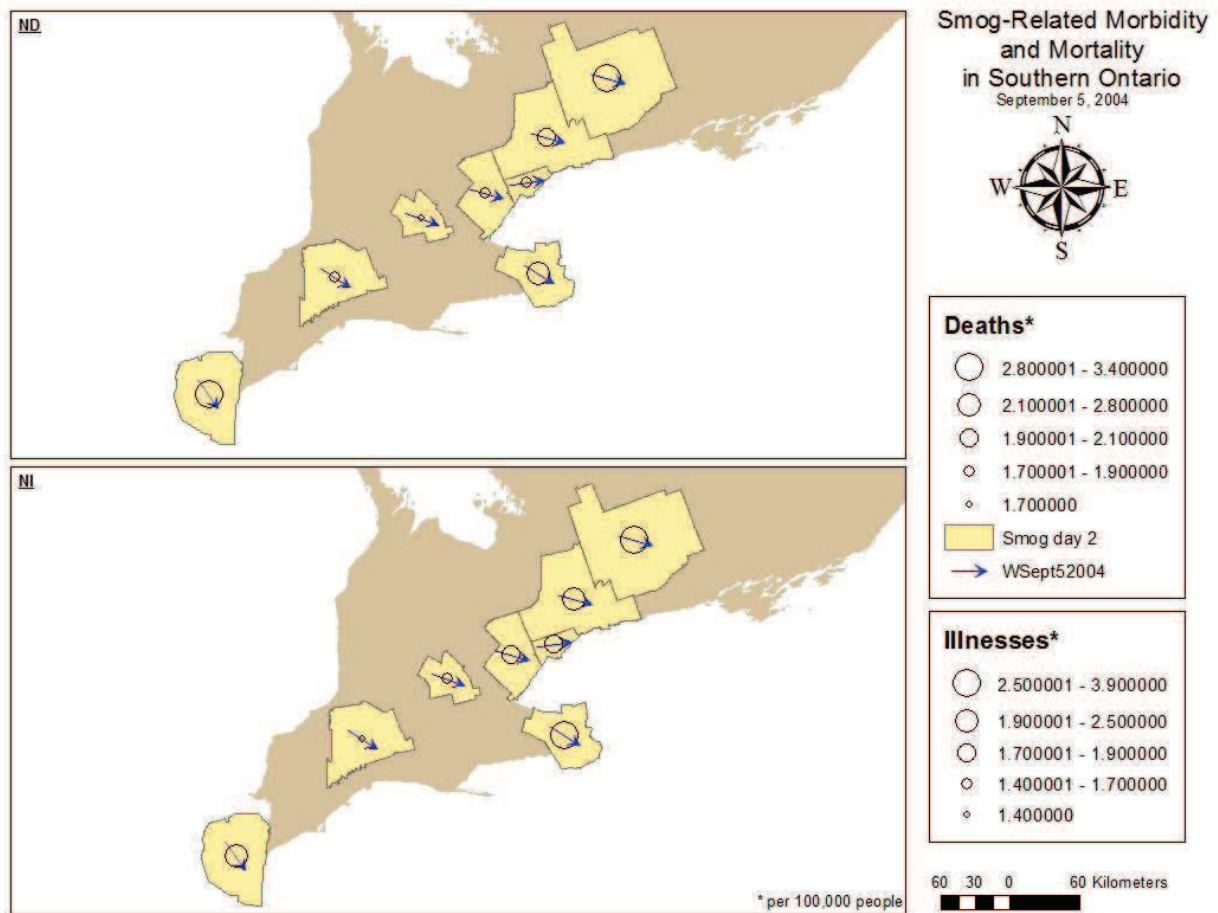 ND
NI
* per 100,000 people
Smog-Related Morbidity
and Mortality
in Southern Ontario
September 5, 2004
N
W E
S
Deaths*
2.800001 - 3.400000
2.100001 - 2.800000
1.900001 - 2.100000
1.700001 - 1.900000
1.700000
Smog day 2
WSept52004
Illnesses*
2.500001 - 3.900000
1.900001 - 2.500000
1.700001 - 1.900000
1.400001 - 1.700000
1.400000
60 30 0 60 Kilometers